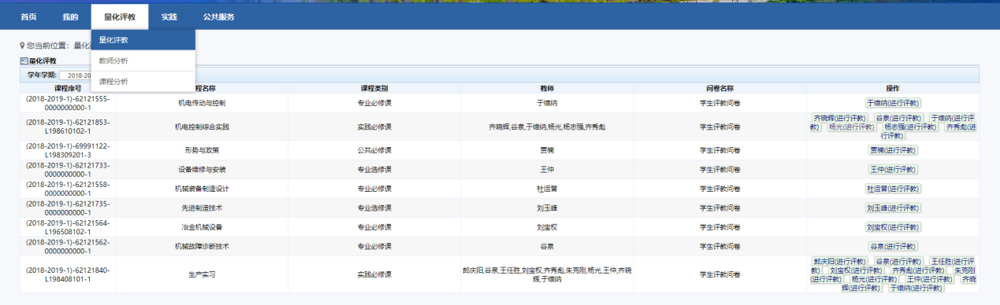 首页 我的 量化评教 实践 公共服务
量化评教
您当前位置：量化
教师分析
量化评教
学年学期: 2018-20
课程分析
课程序号 程名称 课程类别 教师 问卷名称 操作
(2018-2019-1)-62121555-0000000000-1 机电传动与控制 专业必修课 于维纳 学生评教问卷 于维纳(进行评教)
(2018-2019-1)-62121853-L198610102-1 机电控制综合实践 实践必修课 齐晓辉,谷泉,于维纳,杨光,杨志强,齐秀彪 学生评教问卷 齐晓辉(进行评教) 谷泉(进行评教) 于维纳(进行评教) 杨光(进行评教) 杨志强(进行评教) 齐秀彪(进行评教)
(2018-2019-1)-69991122-L198309201-3 形势与政策 公共必修课 贾楠 学生评教问卷 贾楠(进行评教)
(2018-2019-1)-62121733-0000000000-1 设备维修与安装 专业选修课 王仲 学生评教问卷 王仲(进行评教)
(2018-2019-1)-62121558-0000000000-1 机械装备制造设计 专业必修课 杜运普 学生评教问卷 杜运普(进行评教)
(2018-2019-1)-62121735-0000000000-1 先进制造技术 专业选修课 刘玉峰 学生评教问卷 刘玉峰(进行评教)
(2018-2019-1)-62121564-L196508102-1 冶金机械设备 专业必修课 刘宝权 学生评教问卷 刘宝权(进行评教)
(2018-2019-1)-62121562-0000000000-1 机械故障诊断技术 专业必修课 谷泉 学生评教问卷 谷泉(进行评教)
(2018-2019-1)-62121840-L198408101-1 生产实习 实践必修课 郎庆阳,谷泉,王任胜,刘宝权,齐秀彪,朱克刚,杨光,王仲,齐晓辉,于维纳 学生评教问卷 郎庆阳(进行评教) 谷泉(进行评教) 王任胜(进行评教) 刘宝权(进行评教) 齐秀彪(进行评教) 朱克刚(进行评教) 杨光(进行评教) 王仲(进行评教) 齐晓辉(进行评教) 于维纳(进行评教)